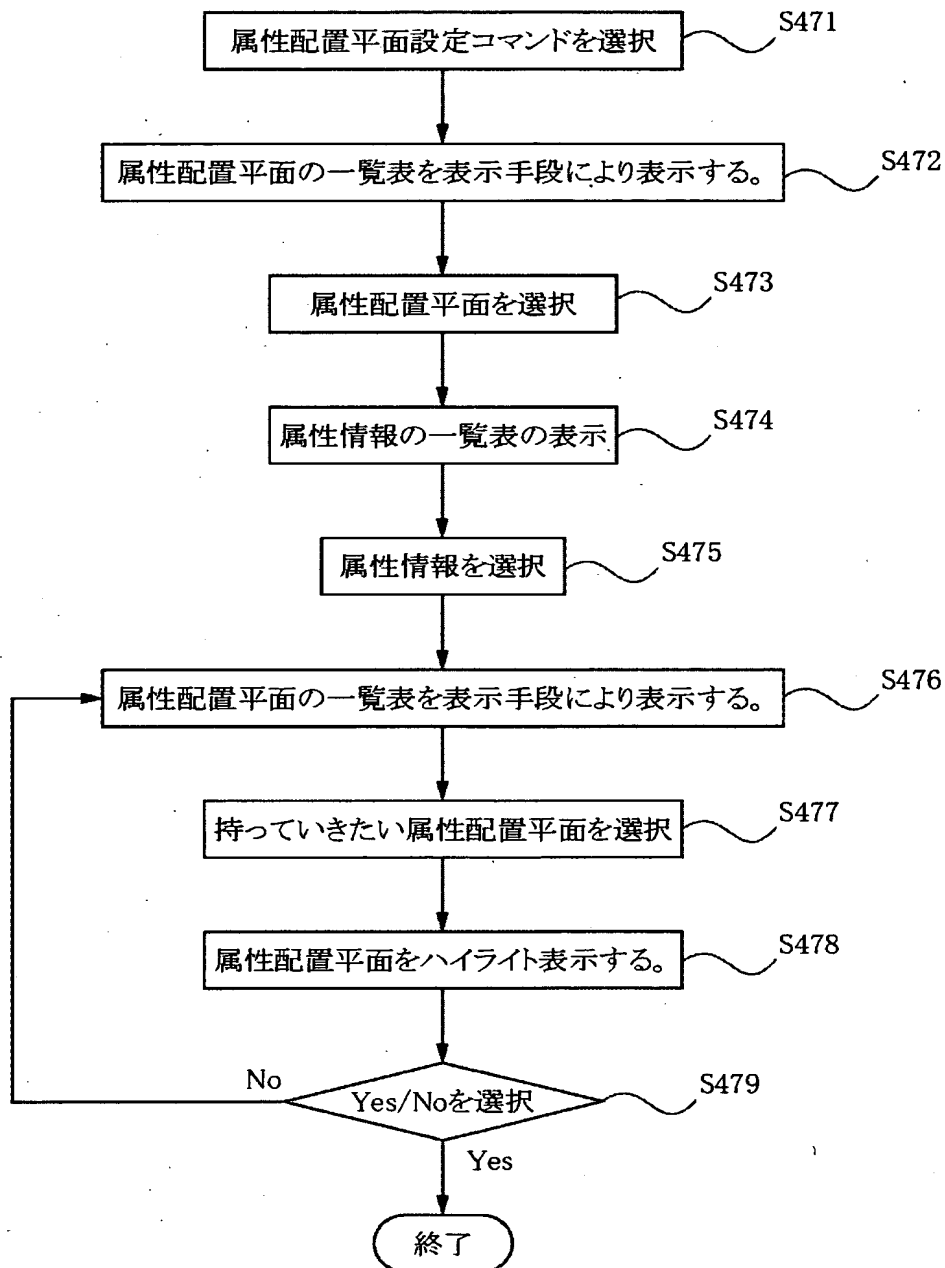 属性配置平面設定コマンドを選択
S471
属性配置平面の一覧表を表示手段により表示する。
S472
属性配置平面を選択
S473
属性情報の一覧表の表示
S474
属性情報を選択
S475
属性配置平面の一覧表を表示手段により表示する。
S476
持っていきたい属性配置平面を選択
S477
属性配置平面をハイライト表示する。
S478
No
Yes/Noを選択
S479
Yes
終了